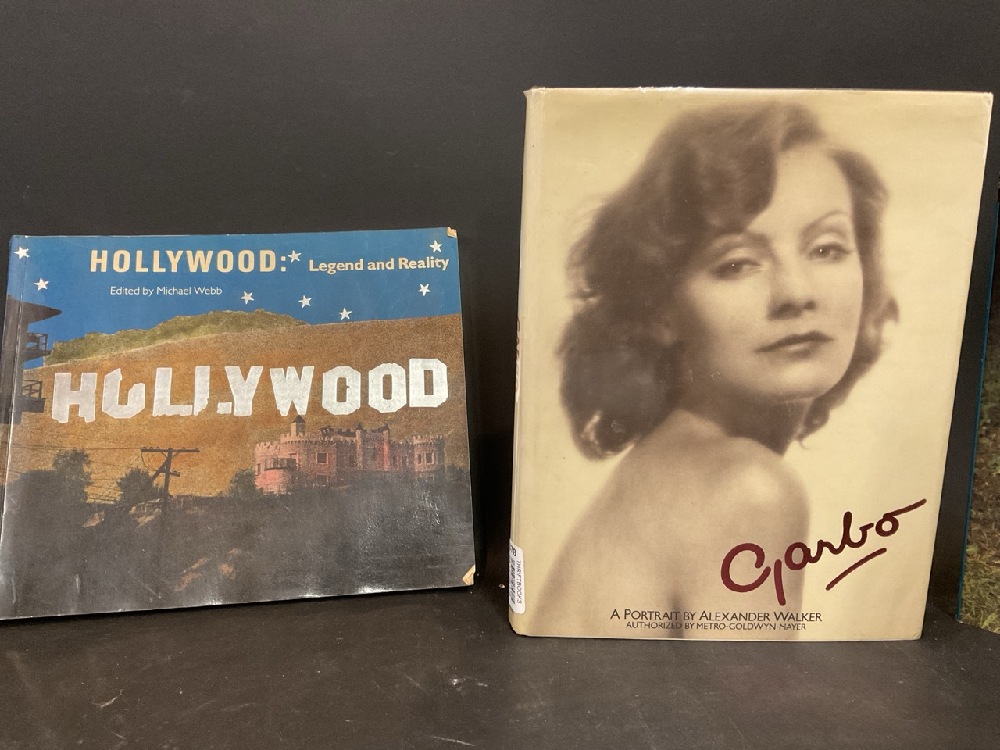 HOLLYWOOD: Legend and Reality
Edited by Michael Webb
HOLLYWOOD
Garbo
A PORTRAIT BY ALEXANDER WALKER
AUTHORIZED BY METRO-GOLDWYN-MAYER